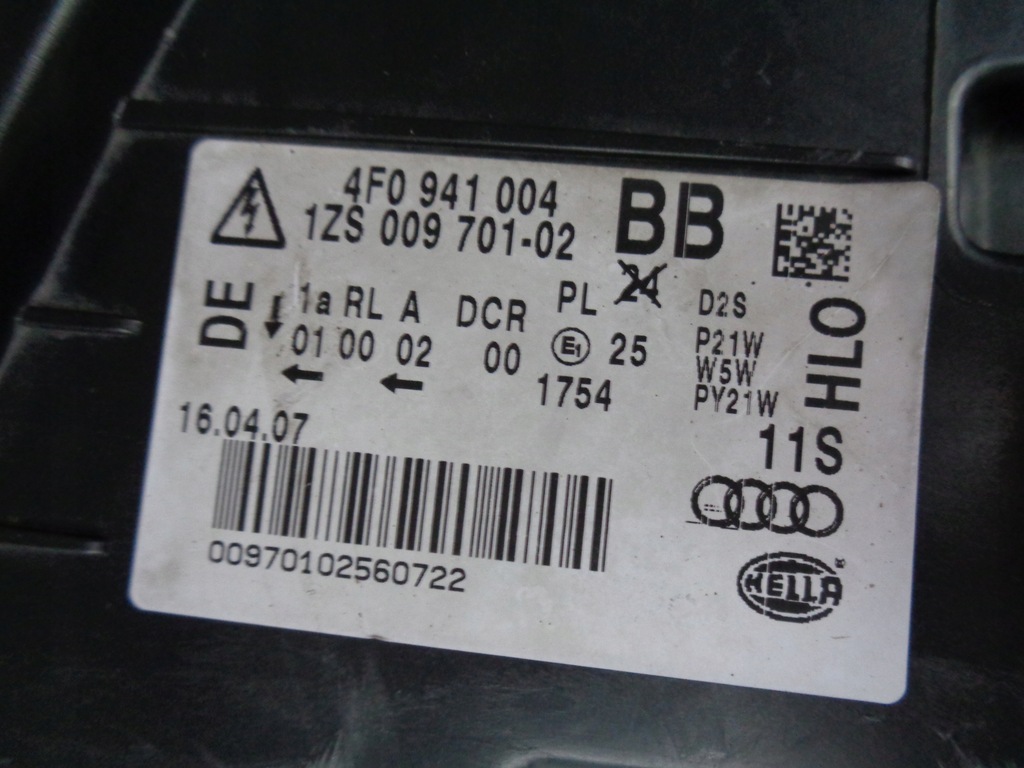 4F0 941 004 BB
1ZS 009 701-02
DE
1a RL A DCR PL 24
01 00 02 00 E1 25
1754
D2S
P21W
W5W
PY21W
HLO
11S
16.04.07
00970102560722
HELLA®